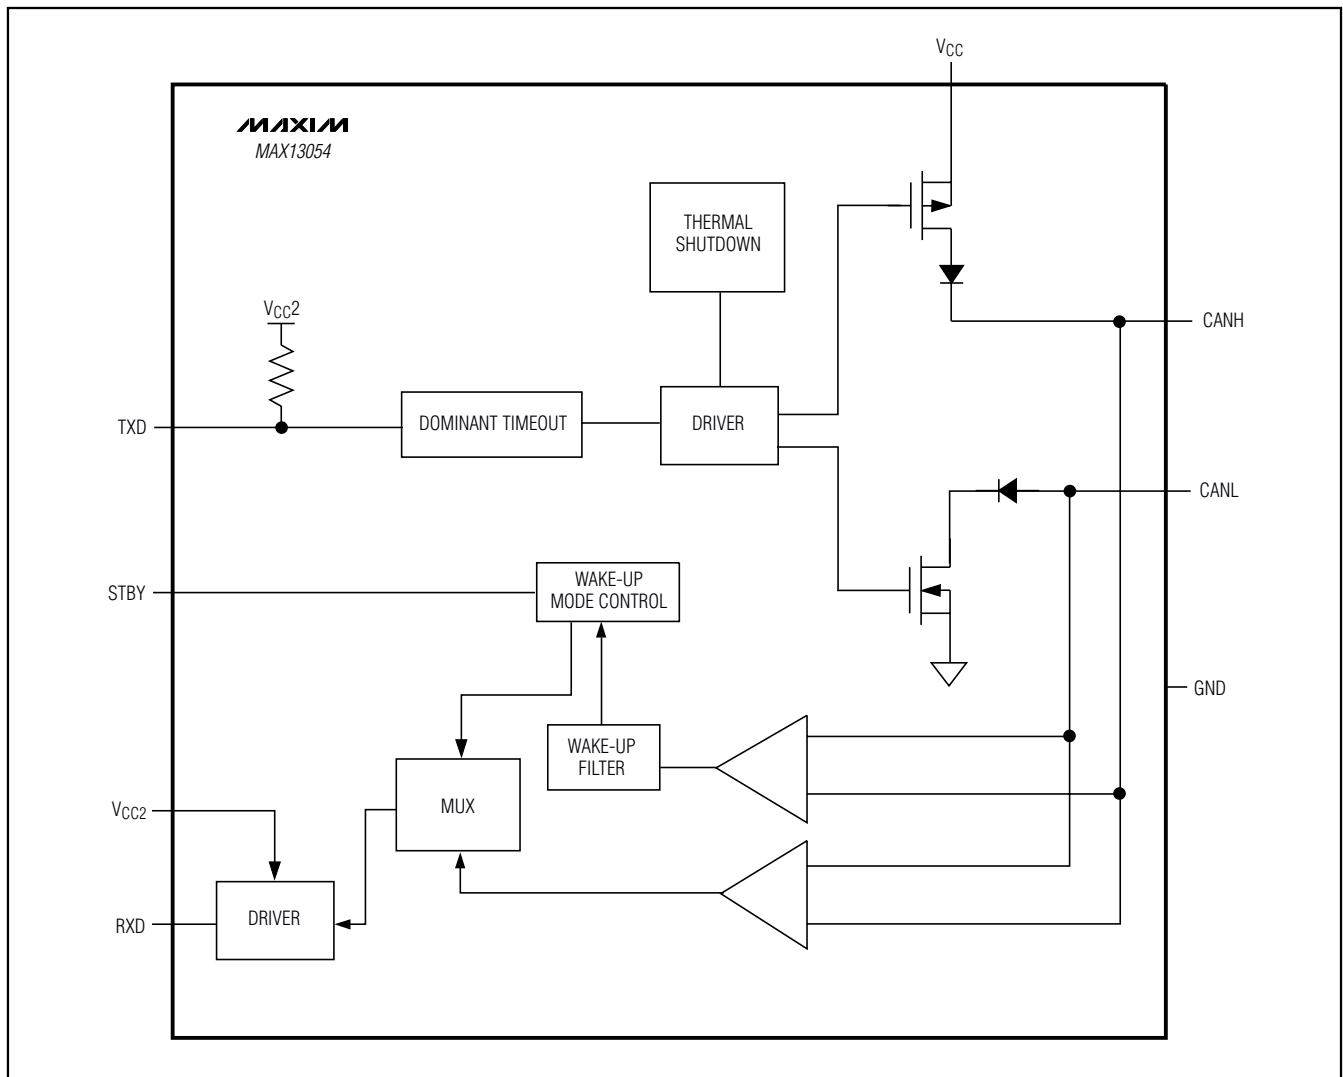 VCC
MAXIM
MAX13054
THERMAL
SHUTDOWN
VCC2
CANH
TXD
DOMINANT TIMEOUT
DRIVER
CANL
STBY
WAKE-UP
MODE CONTROL
GND
WAKE-UP
FILTER
VCC2
MUX
RXD
DRIVER